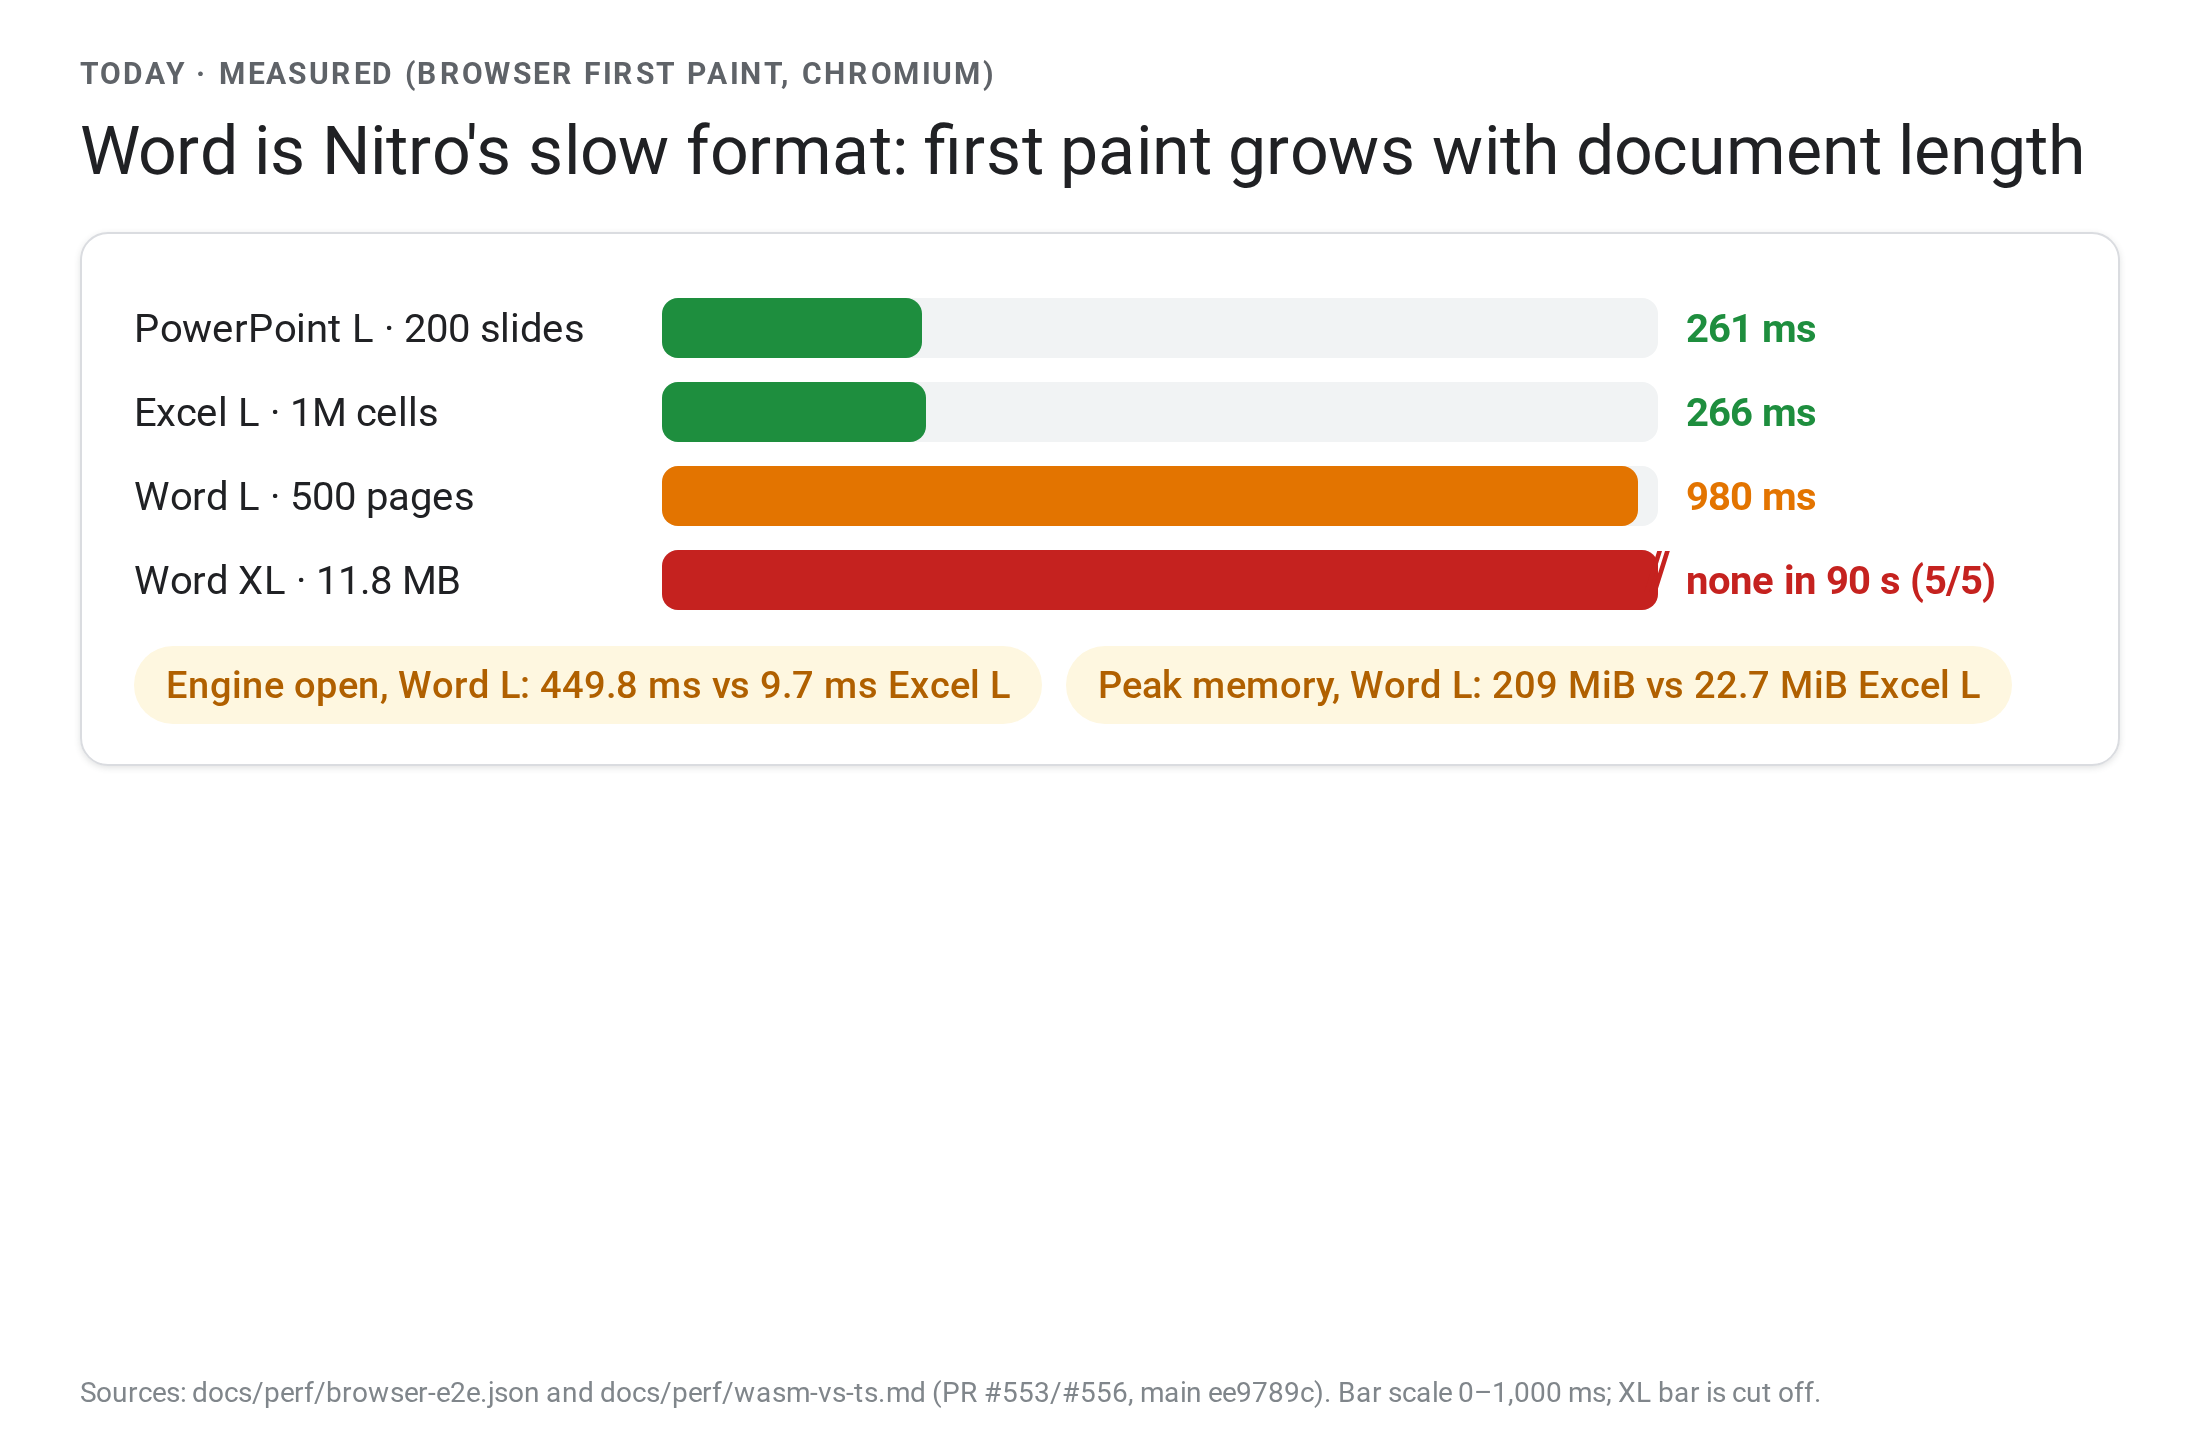 TODAY · MEASURED (BROWSER FIRST PAINT, CHROMIUM)
Word is Nitro's slow format: first paint grows with document length
PowerPoint L · 200 slides 261 ms
Excel L · 1M cells 266 ms
Word L · 500 pages 980 ms
Word XL · 11.8 MB // none in 90 s (5/5)
Engine open, Word L: 449.8 ms vs 9.7 ms Excel L Peak memory, Word L: 209 MiB vs 22.7 MiB Excel L
Sources: docs/perf/browser-e2e.json and docs/perf/wasm-vs-ts.md (PR #553/#556, main ee9789c). Bar scale 0–1,000 ms; XL bar is cut off.